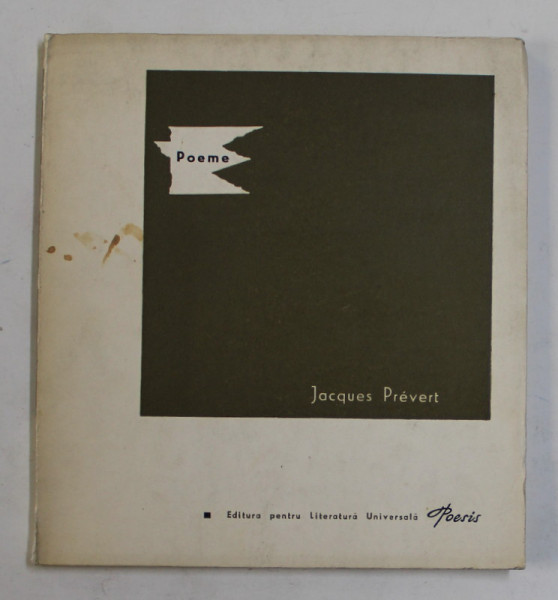 Poeme
Jacques Prévert
Editura pentru Literatură Universală Poesis